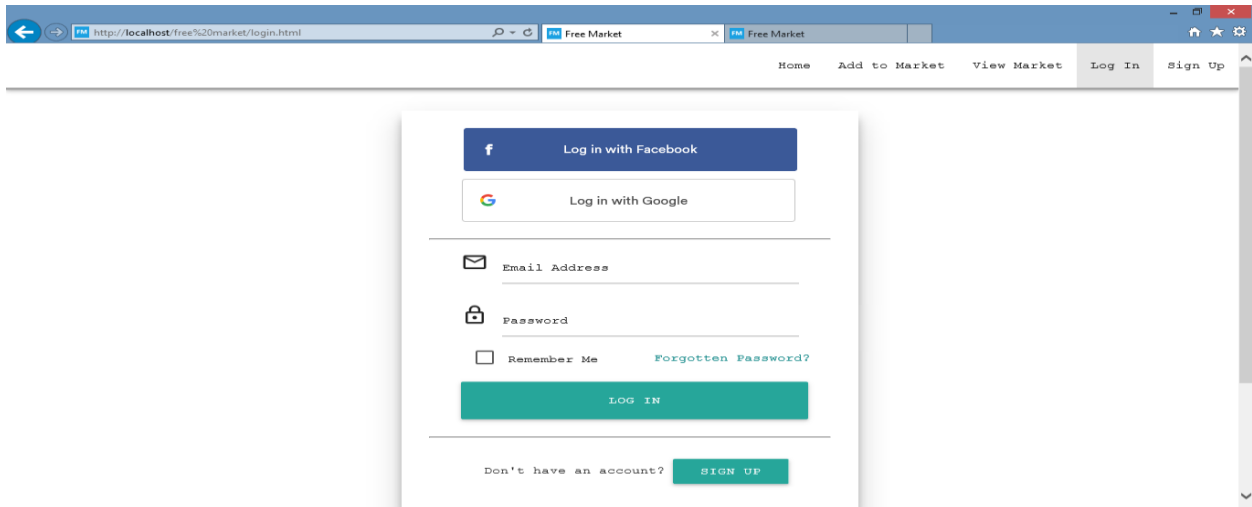 http://localhost/free%20market/login.html
FM Free Market
FM Free Market
Home Add to Market View Market Log In Sign Up
f Log in with Facebook
G Log in with Google
Email Address
Password
Remember Me Forgotten Password?
LOG IN
Don't have an account? SIGN UP